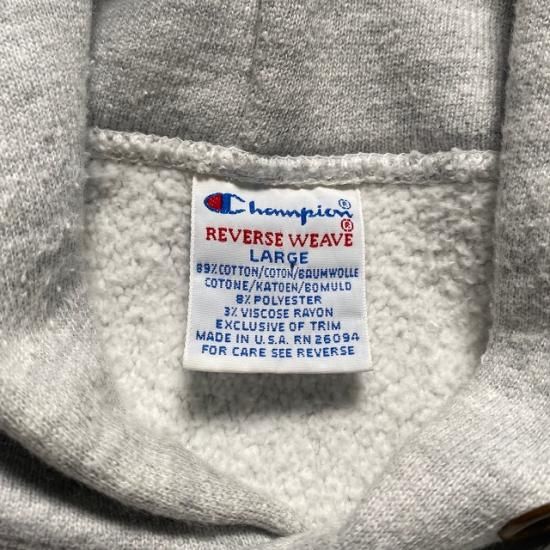 Champion®
REVERSE WEAVE®
LARGE
89% COTTON/COTON/BAUMWOLLE
COTONE/KATOEN/BOMULD
8% POLYESTER
3% VISCOSE RAYON
EXCLUSIVE OF TRIM
MADE IN U.S.A. RN 26094
FOR CARE SEE REVERSE